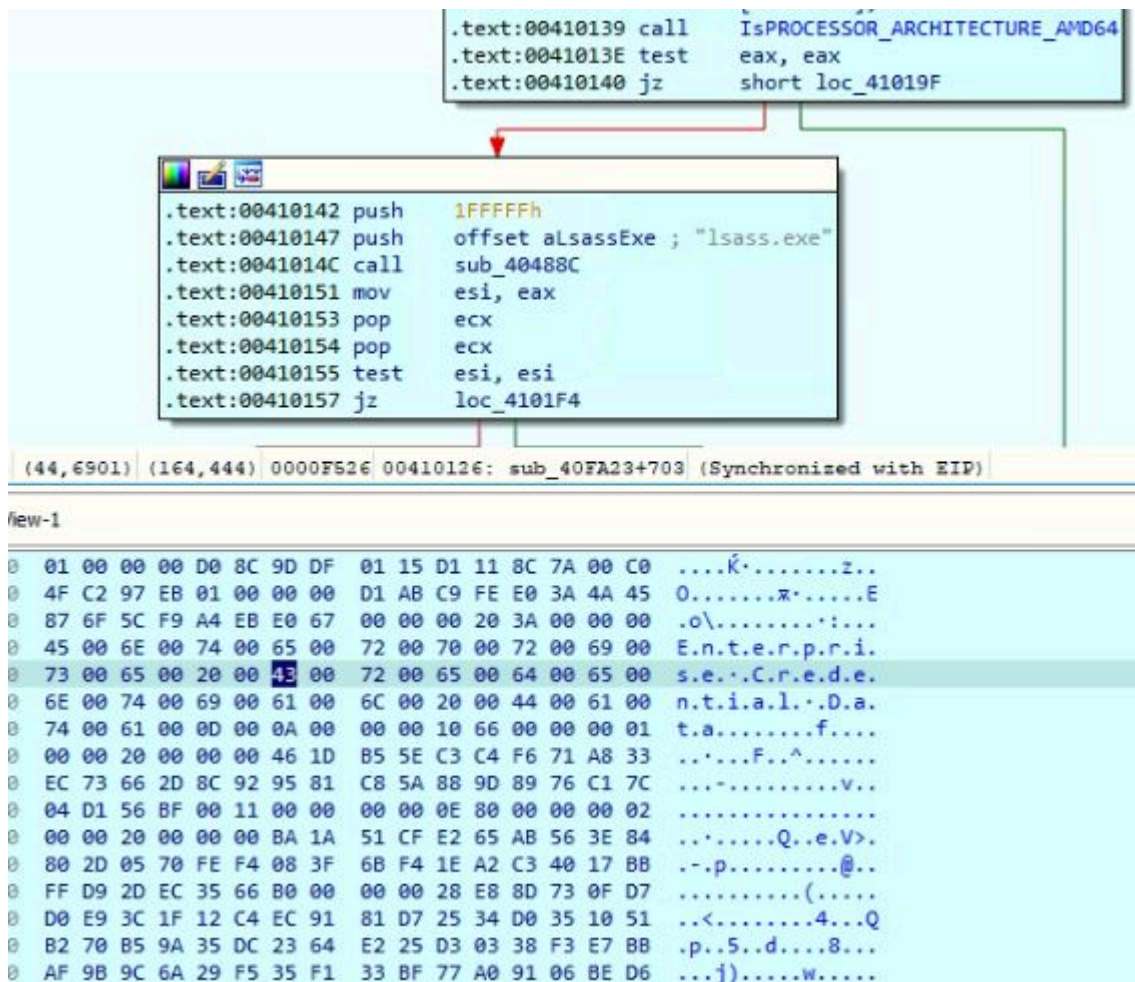 .text:00410139 call IsPROCESSOR_ARCHITECTURE_AMD64
.text:0041013E test eax, eax
.text:00410140 jz short loc_41019F
.text:00410142 push 1FFFFFh
.text:00410147 push offset aLsassExe ; "lsass.exe"
.text:0041014C call sub_40488C
.text:00410151 mov esi, eax
.text:00410153 pop ecx
.text:00410154 pop ecx
.text:00410155 test esi, esi
.text:00410157 jz loc_4101F4
(44,6901) (164,444) 0000F526 00410126: sub_40FA23+703 (Synchronized with EIP)
View-1
01 00 00 00 D0 8C 9D DF 01 15 D1 11 8C 7A 00 C0 ....Ḱ·.......z..
4F C2 97 EB 01 00 00 00 D1 AB C9 FE E0 3A 4A 45 O.......π·.....E
87 6F 5C F9 A4 EB E0 67 00 00 00 20 3A 00 00 00 .o\........·:...
45 00 6E 00 74 00 65 00 72 00 70 00 72 00 69 00 E.n.t.e.r.p.r.i.
73 00 65 00 20 00 43 00 72 00 65 00 64 00 65 00 s.e.·.C.r.e.d.e.
6E 00 74 00 69 00 61 00 6C 00 20 00 44 00 61 00 n.t.i.a.l.·.D.a.
74 00 61 00 0D 00 0A 00 00 00 10 66 00 00 00 01 t.a........f....
00 00 20 00 00 00 46 1D B5 5E C3 C4 F6 71 A8 33 ..·...F..^......
EC 73 66 2D 8C 92 95 81 C8 5A 88 9D 89 76 C1 7C ...-.........v..
04 D1 56 BF 00 11 00 00 00 00 0E 80 00 00 00 02 ................
00 00 20 00 00 00 BA 1A 51 CF E2 65 AB 56 3E 84 ..·.....Q..e.V>.
80 2D 05 70 FE F4 08 3F 6B F4 1E A2 C3 40 17 BB .-.p.........@..
FF D9 2D EC 35 66 B0 00 00 00 28 E8 8D 73 0F D7 ..........(.....
D0 E9 3C 1F 12 C4 EC 91 81 D7 25 34 D0 35 10 51 ..<........4...Q
B2 70 B5 9A 35 DC 23 64 E2 25 D3 03 38 F3 E7 BB .p..5..d....8...
AF 9B 9C 6A 29 F5 35 F1 33 BF 77 A0 91 06 BE D6 ...j).....w.....